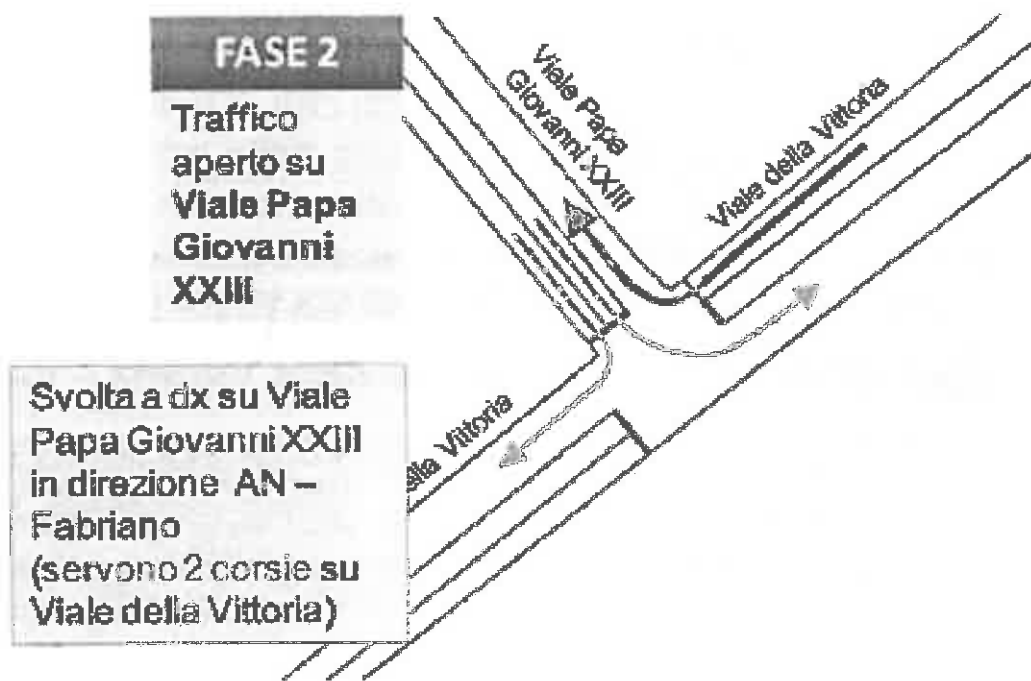 FASE 2
Traffico
aperto su
Viale Papa
Giovanni
XXIII
Svolta a dx su Viale
Papa Giovanni XXIII
in direzione AN –
Fabriano
(servono 2 corsie su
Viale della Vittoria)
Viale Papa
Giovanni XXIII
Viale della Vittoria
ella Vittoria